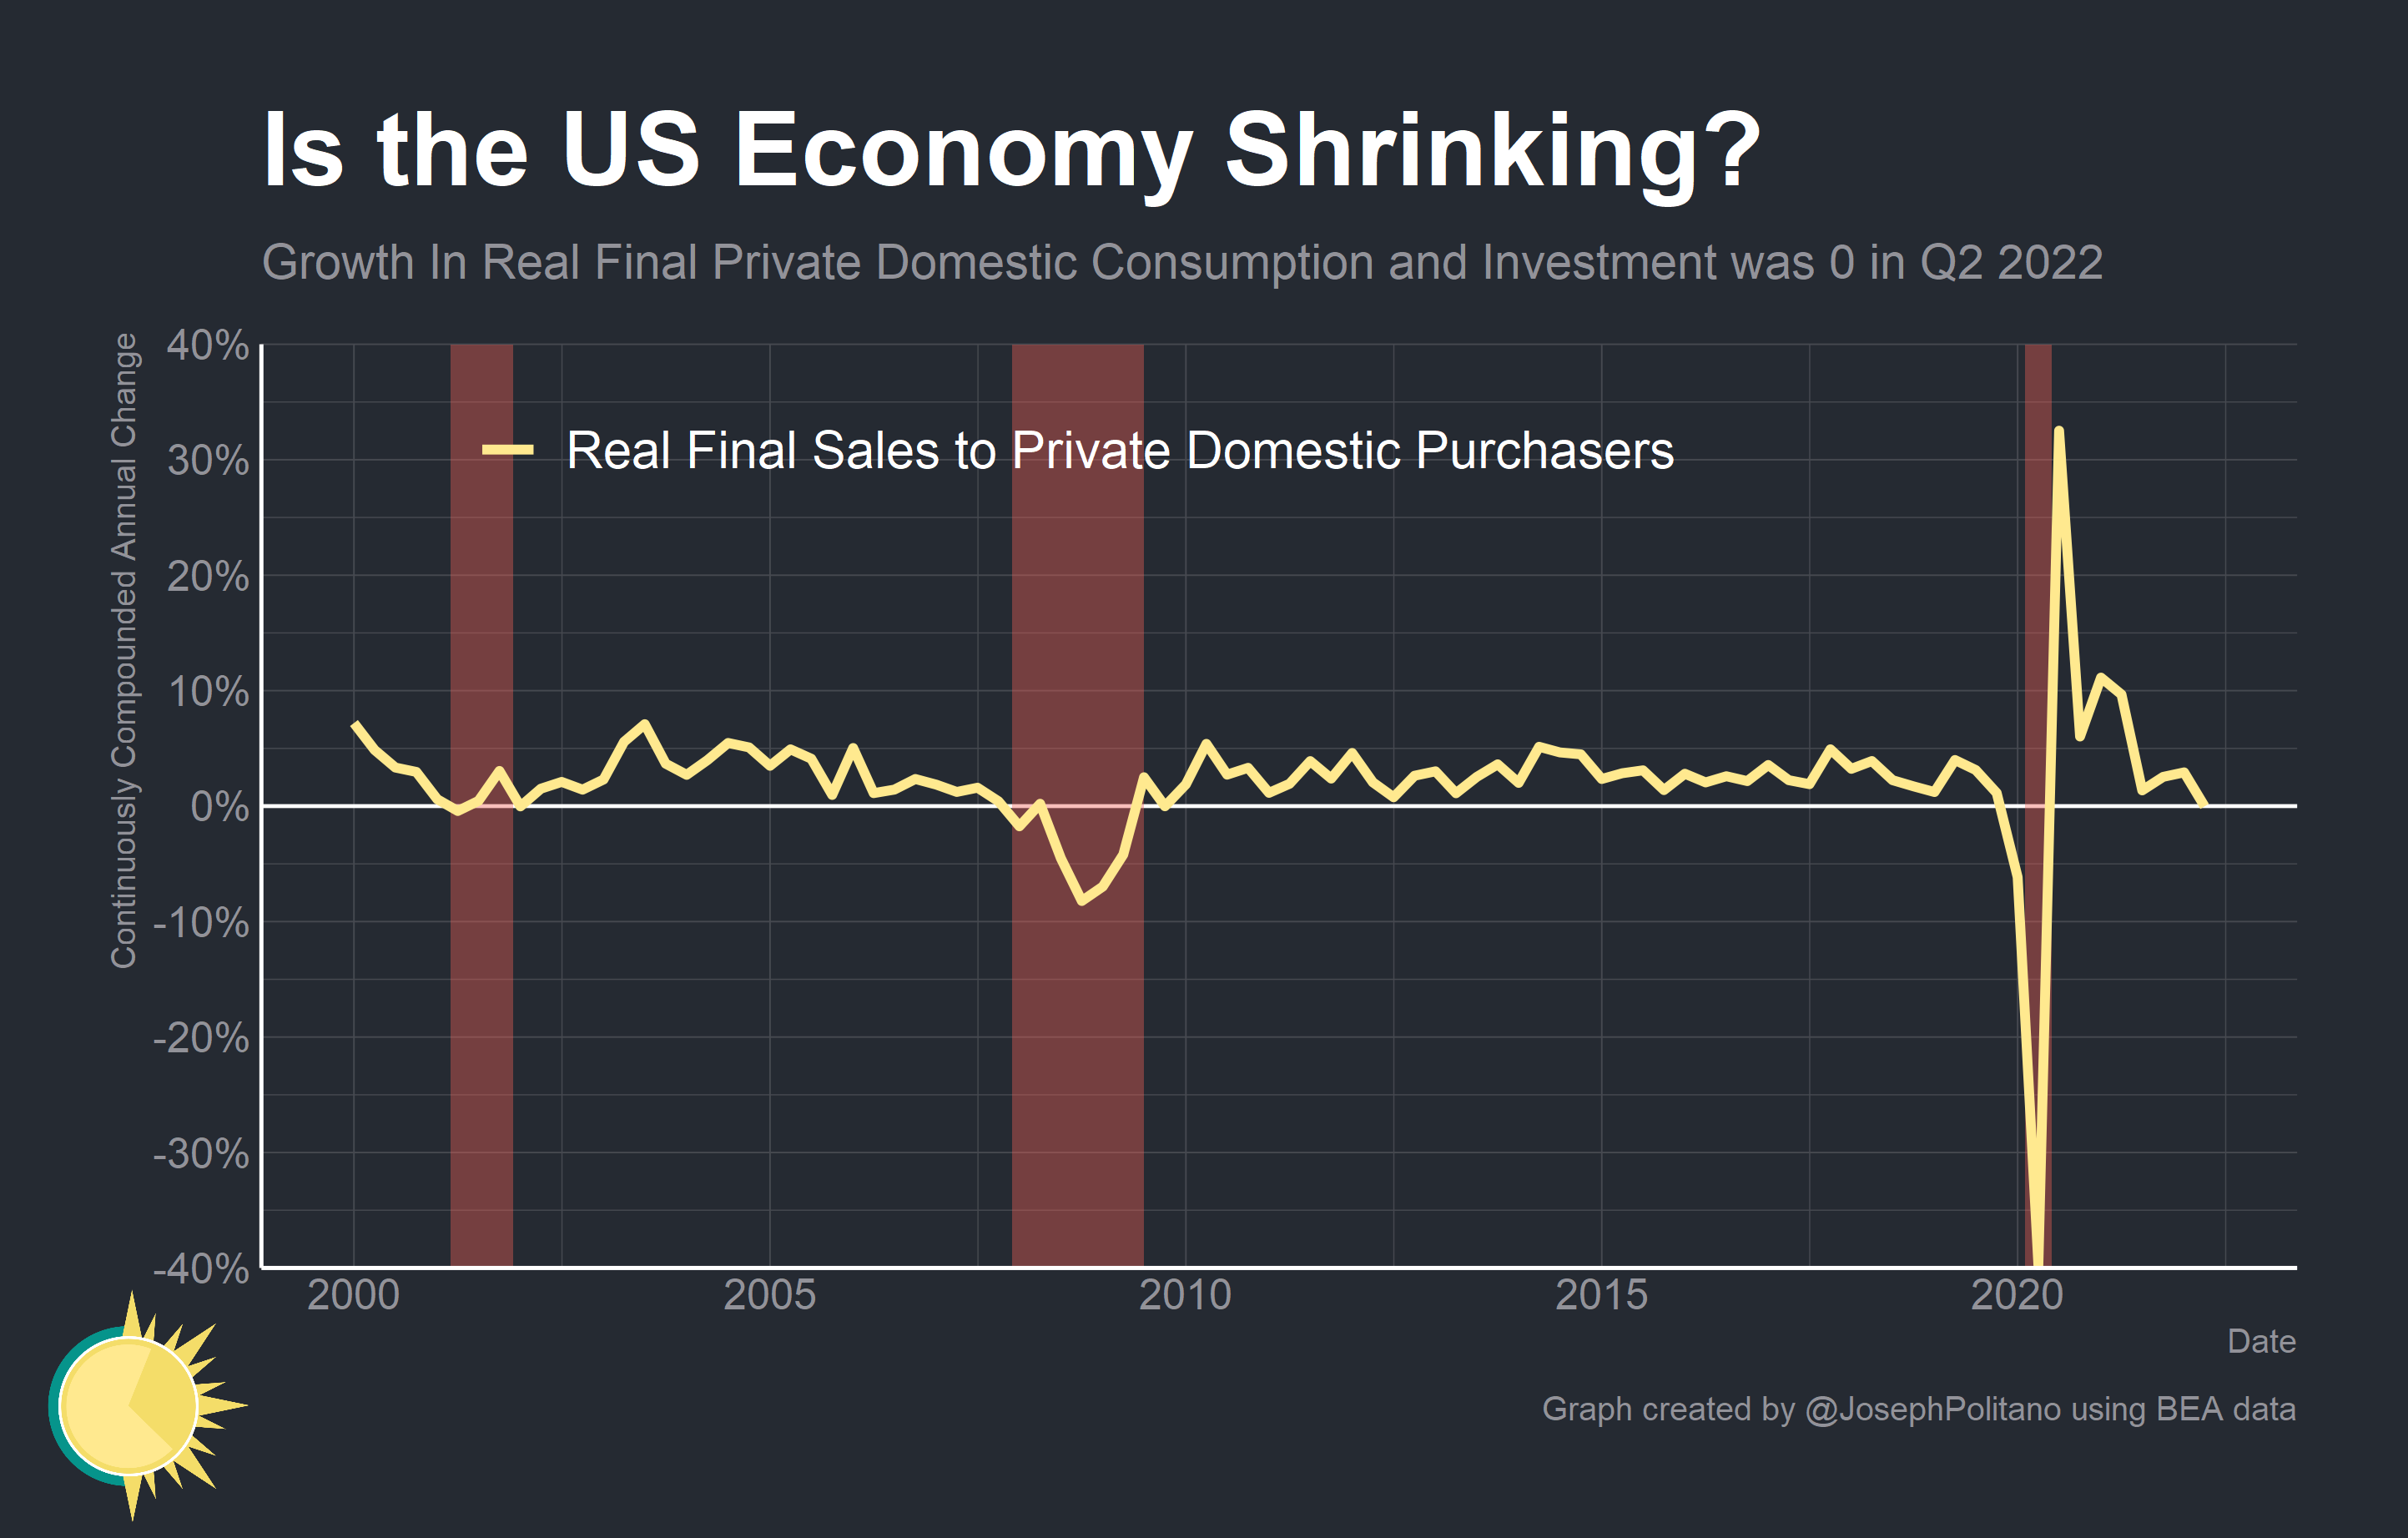 Is the US Economy Shrinking?
Growth In Real Final Private Domestic Consumption and Investment was 0 in Q2 2022
Continuously Compounded Annual Change
40%
30%
20%
10%
0%
-10%
-20%
-30%
-40%
Real Final Sales to Private Domestic Purchasers
2000 2005 2010 2015 2020
Date
Graph created by @JosephPolitano using BEA data